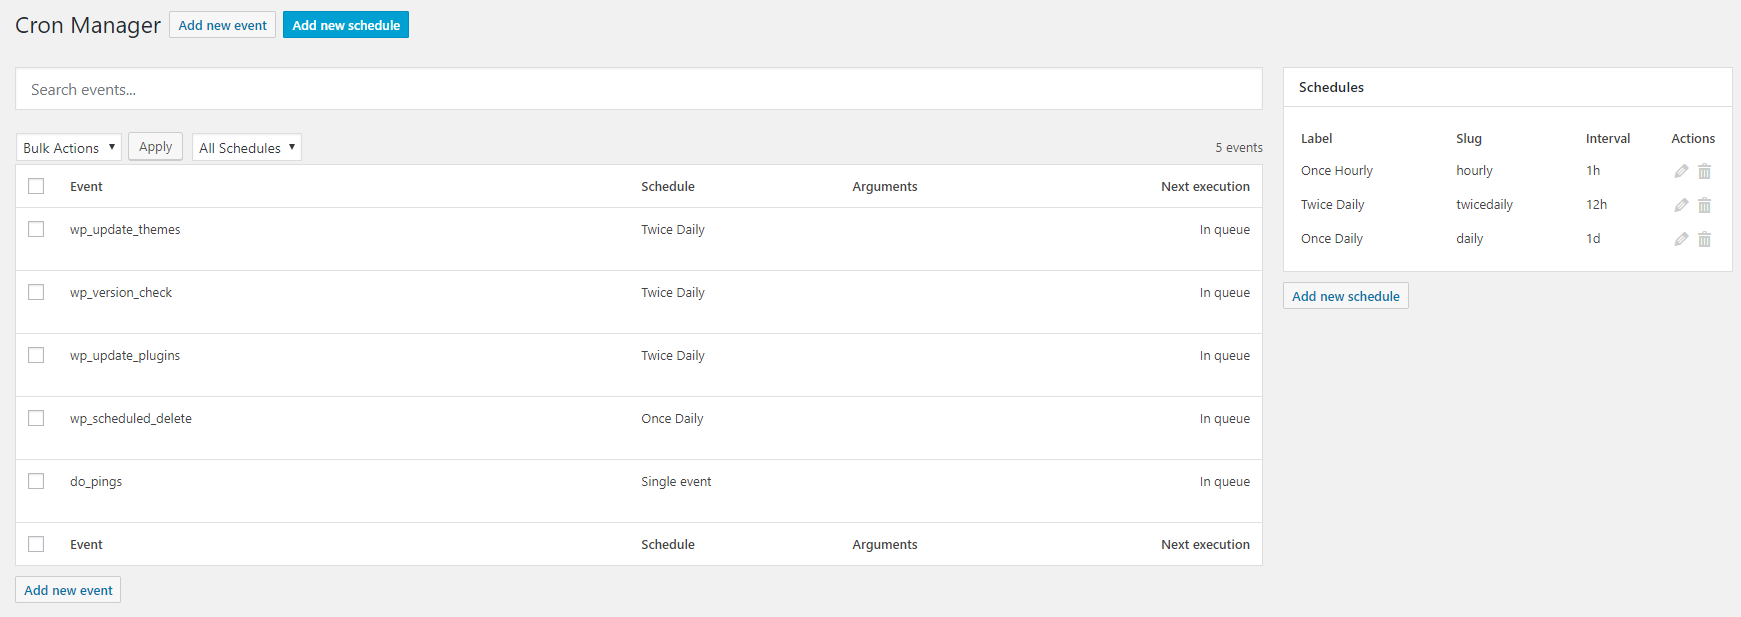 Cron Manager Add new event Add new schedule
Search events...
Bulk Actions Apply All Schedules 5 events
Event Schedule Arguments Next execution
wp_update_themes Twice Daily In queue
wp_version_check Twice Daily In queue
wp_update_plugins Twice Daily In queue
wp_scheduled_delete Once Daily In queue
do_pings Single event In queue
Event Schedule Arguments Next execution
Add new event
Schedules
Label Slug Interval Actions
Once Hourly hourly 1h
Twice Daily twicedaily 12h
Once Daily daily 1d
Add new schedule